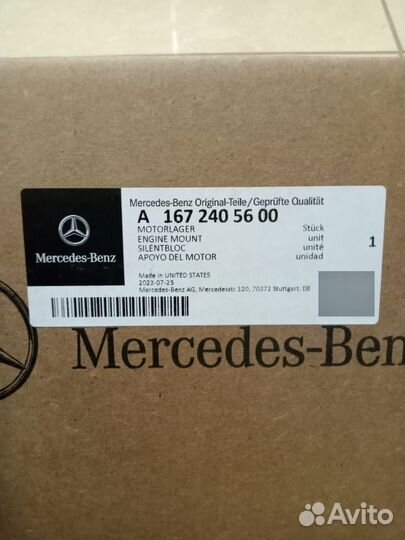 Mercedes-Benz Original-Teile/Geprüfte Qualität
A 167 240 56 00
MOTORLAGER Stück
ENGINE MOUNT unit
SILENTBLOC unité
APOYO DEL MOTOR unidad
1
Mercedes-Benz
Made in UNITED STATES
2023-07-25
Mercedes-Benz AG, Mercedesstr.120, 70372 Stuttgart. DE
Mercedes-Ben
Avito